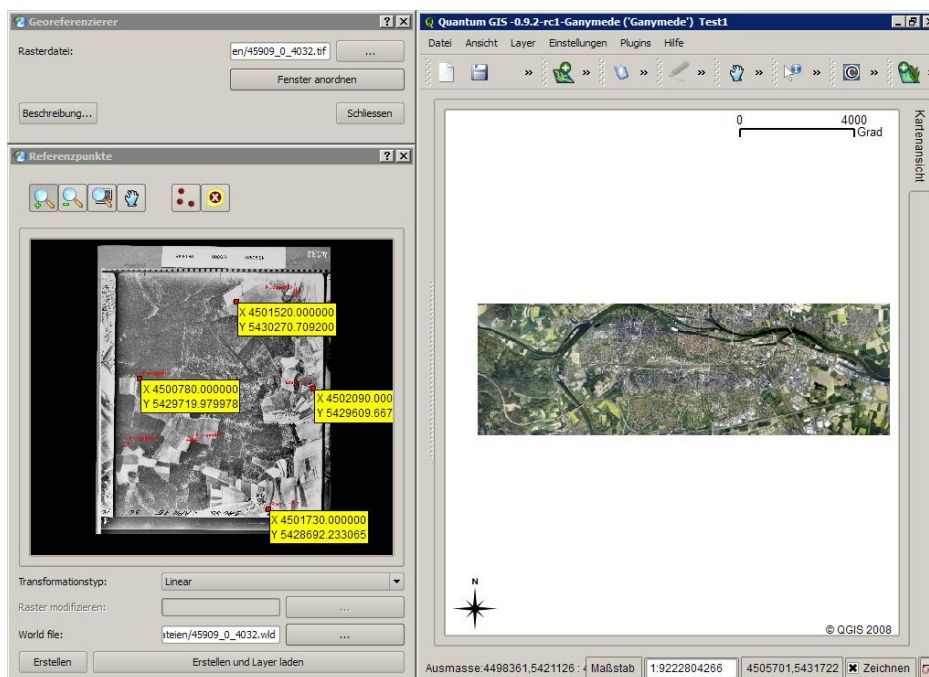 Georeferenzierer
Rasterdatei:
en/45909_0_4032.tif
...
Fenster anordnen
Beschreibung...
Schliessen
Referenzpunkte
X 4501520.000000
Y 5430270.709200
X 4500780.000000
Y 5429719.979978
X 4502090.000
Y 5429609.667
X 4501730.000000
Y 5428692.233065
Transformationstyp:
Linear
Raster modifizieren:
...
World file:
ateien/45909_0_4032.wld
...
Erstellen
Erstellen und Layer laden
Quantum GIS -0.9.2-rc1-Ganymede ('Ganymede') Test1
Datei Ansicht Layer Einstellungen Plugins Hilfe
0 4000
Grad
Kartenansicht
N
© QGIS 2008
Ausmasse:4498361,5421126 : 4
Maßstab
1:9222804266
4505701,5431722
Zeichnen